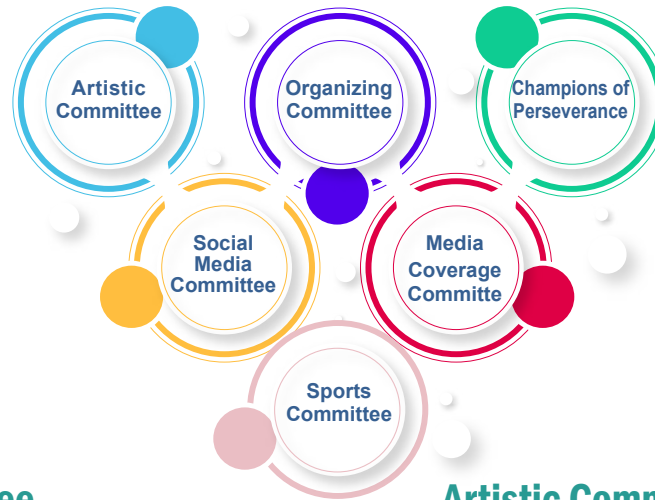 Artistic
Committee
Organizing
Committee
Champions of
Perseverance
Social
Media
Committee
Media
Coverage
Committe
Sports
Committee